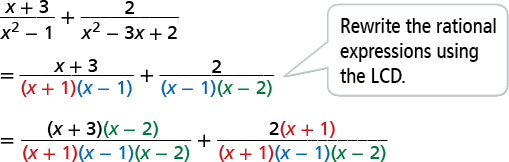 (x + 3)/(x² − 1) + 2/(x² − 3x + 2)
Rewrite the rational
expressions using
the LCD.
= (x + 3)/((x + 1)(x − 1)) + 2/((x − 1)(x − 2))
= ((x + 3)(x − 2))/((x + 1)(x − 1)(x − 2)) + (2(x + 1))/((x + 1)(x − 1)(x − 2))